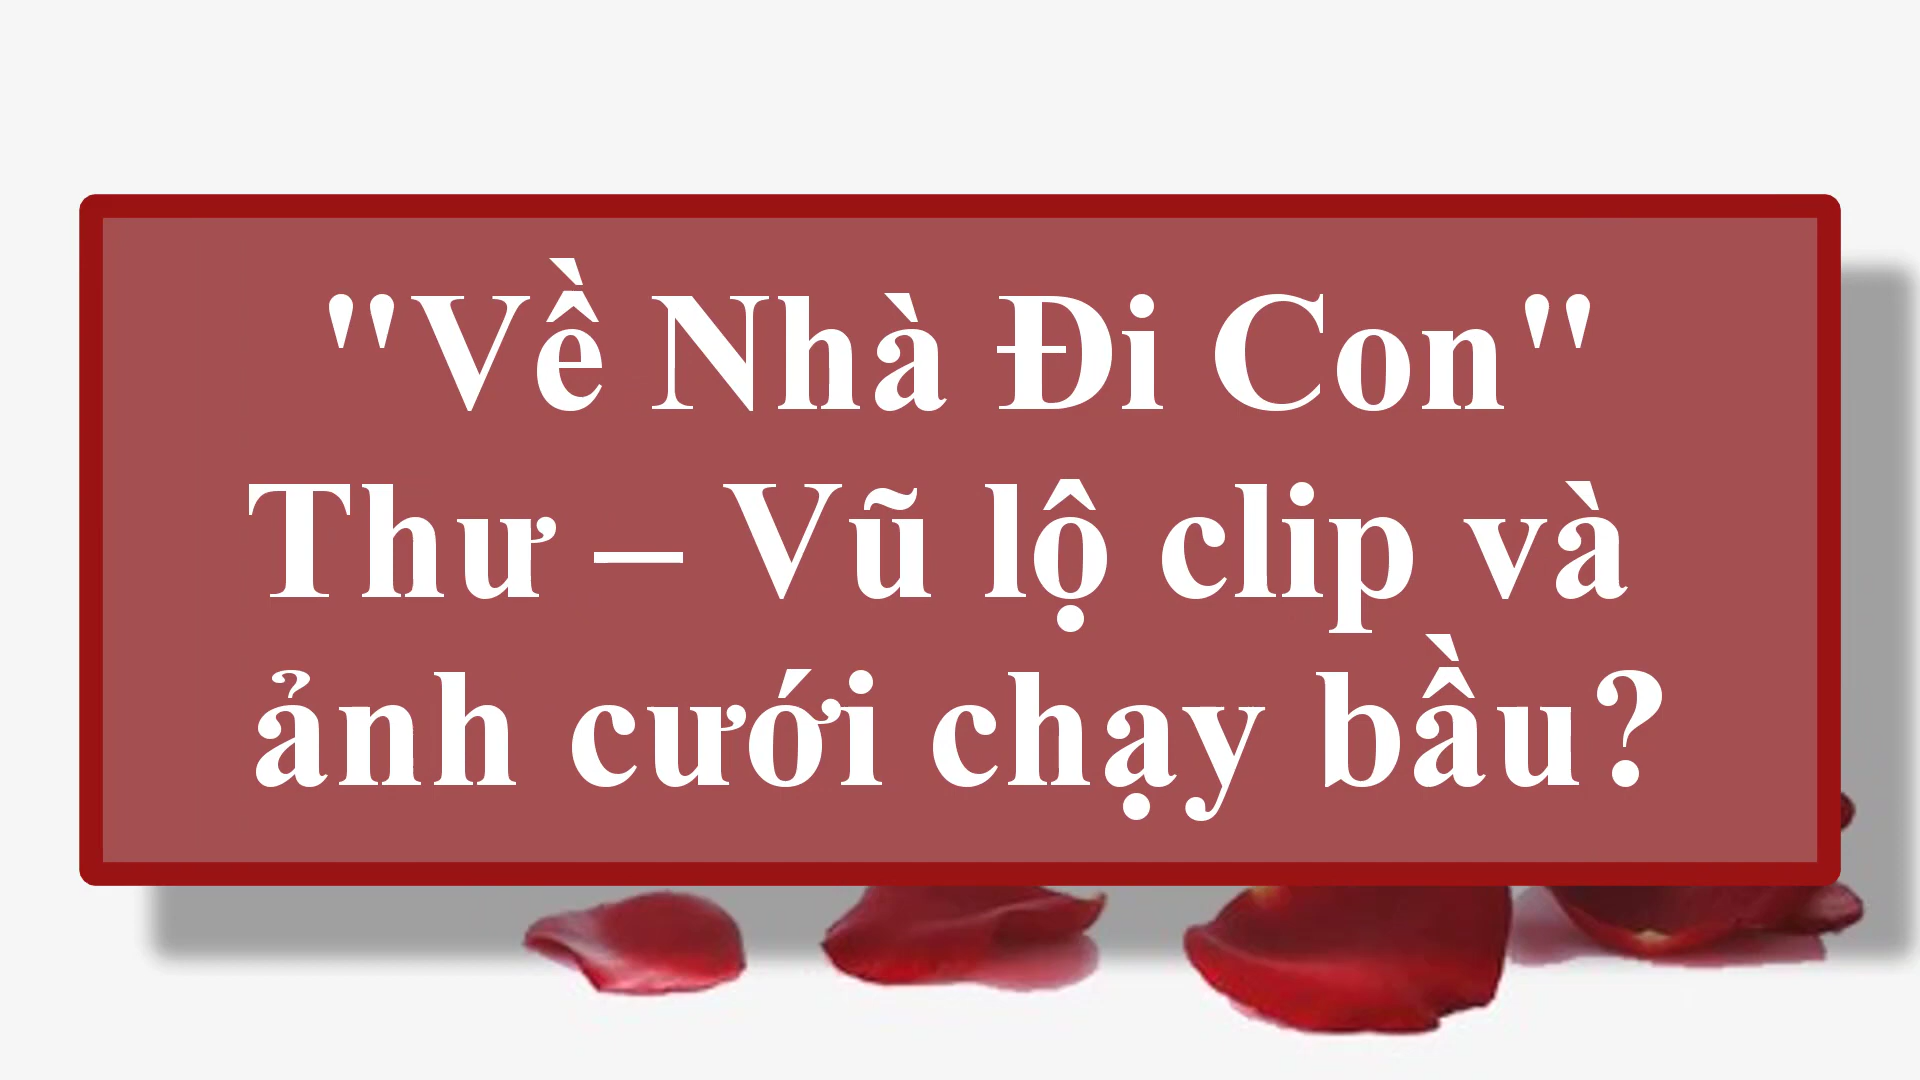 "Về Nhà Đi Con"
Thư – Vũ lộ clip và
ảnh cưới chạy bầu?